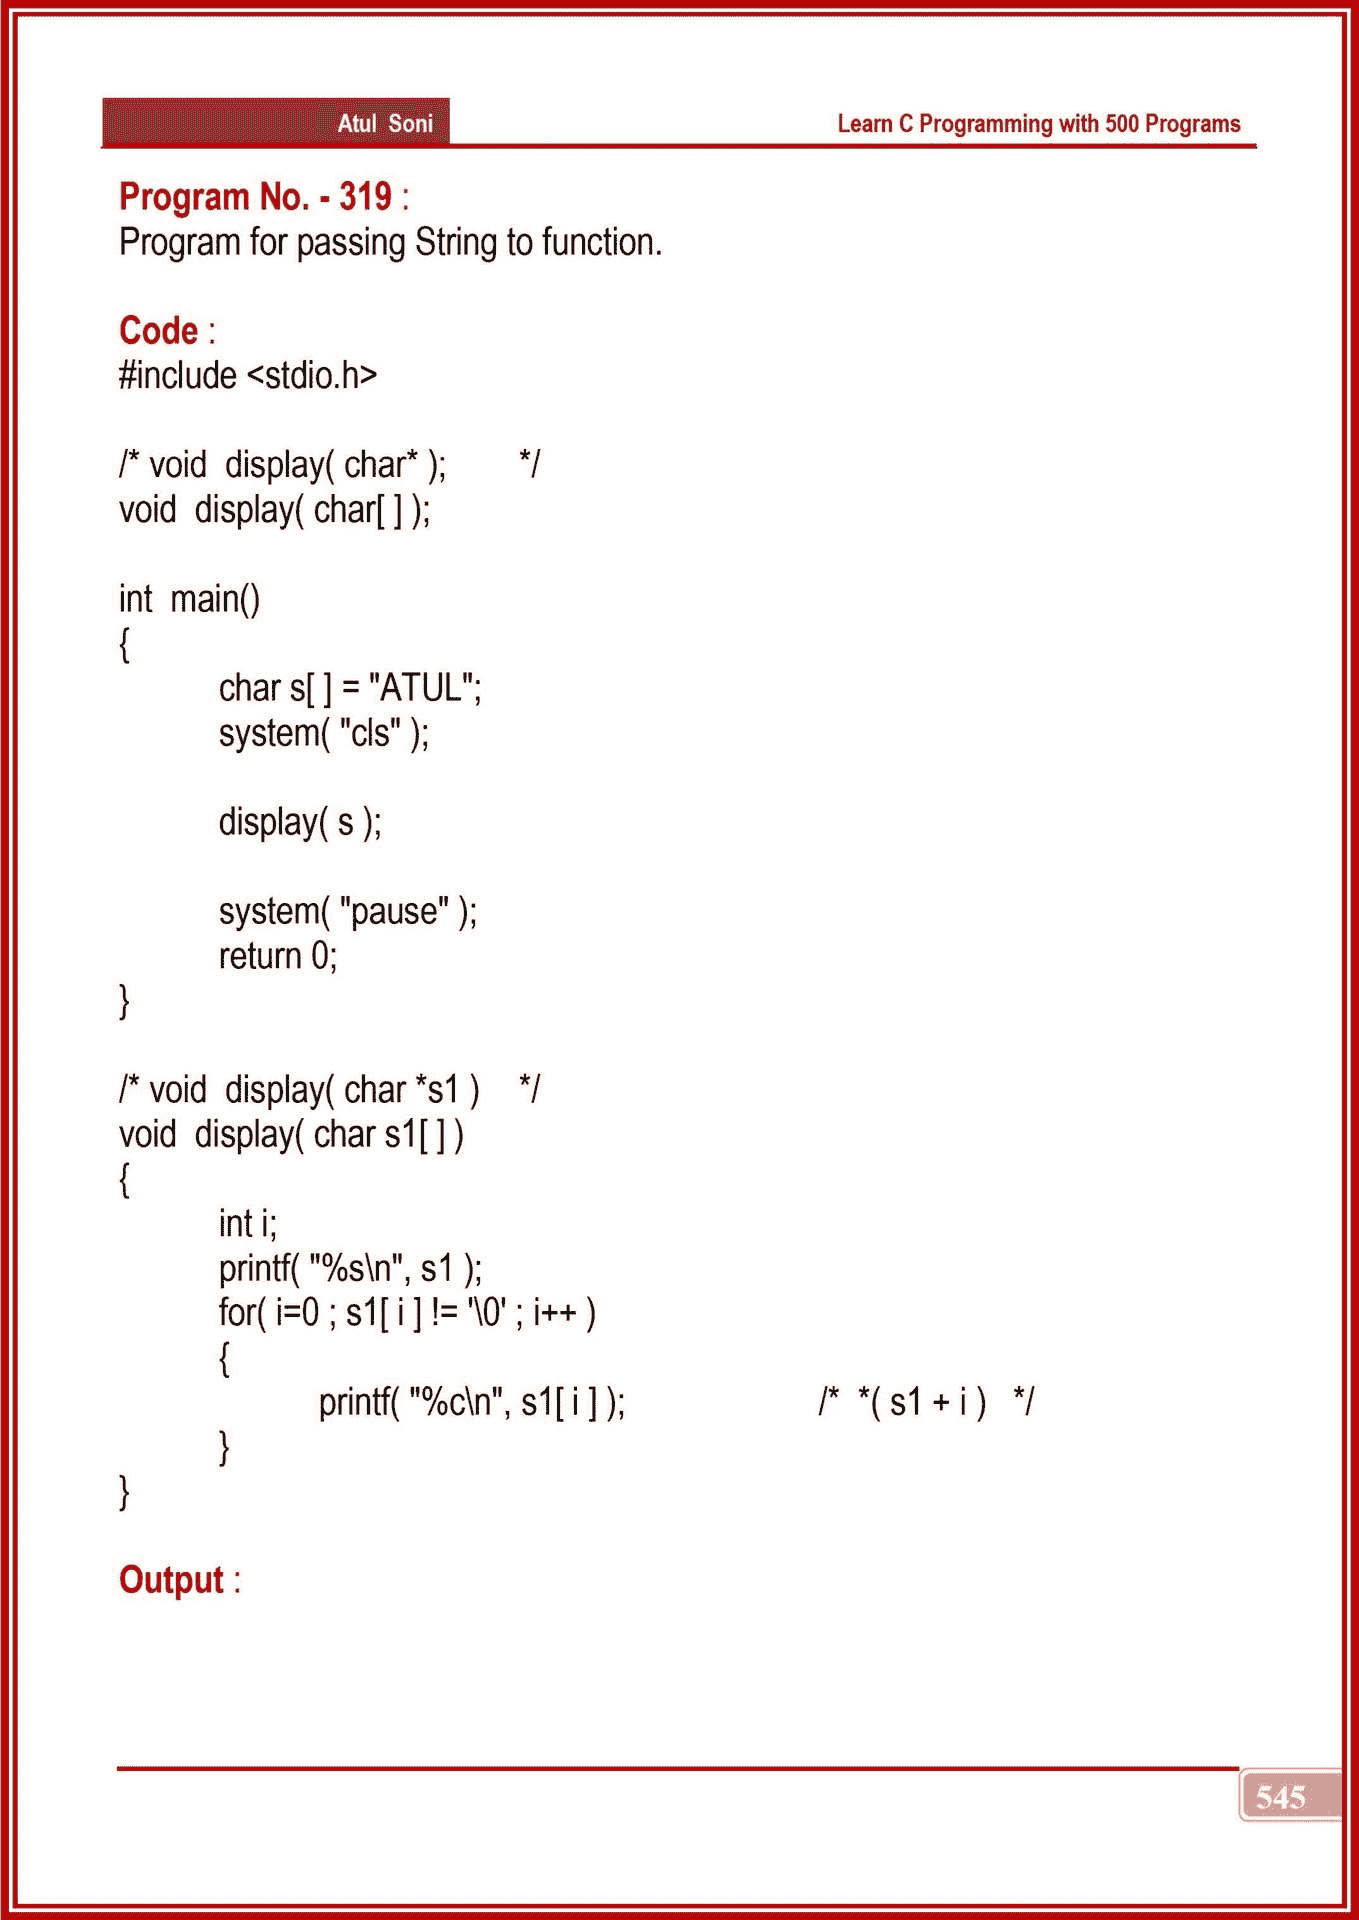 Atul Soni
Learn C Programming with 500 Programs
Program No. - 319 :
Program for passing String to function.
Code :
#include <stdio.h>
/* void display( char* ); */
void display( char[ ] );
int main()
{
char s[ ] = "ATUL";
system( "cls" );
display( s );
system( "pause" );
return 0;
}
/* void display( char *s1 ) */
void display( char s1[ ] )
{
int i;
printf( "%s\n", s1 );
for( i=0 ; s1[ i ] != '\0' ; i++ )
{
printf( "%c\n", s1[ i ] ); /* *( s1 + i ) */
}
}
Output :
545